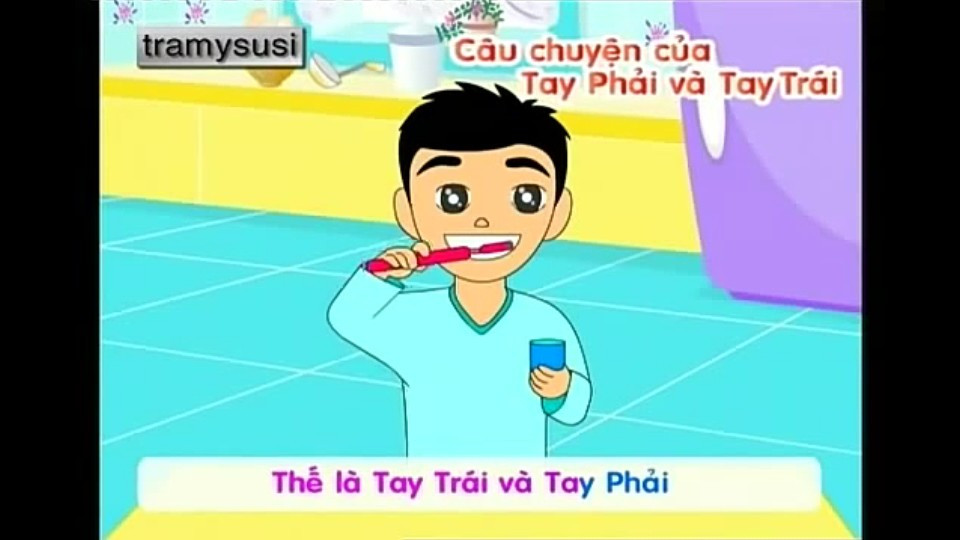 tramysusi
Câu chuyện của
Tay Phải và Tay Trái
Thế là Tay Trái và Tay Phải